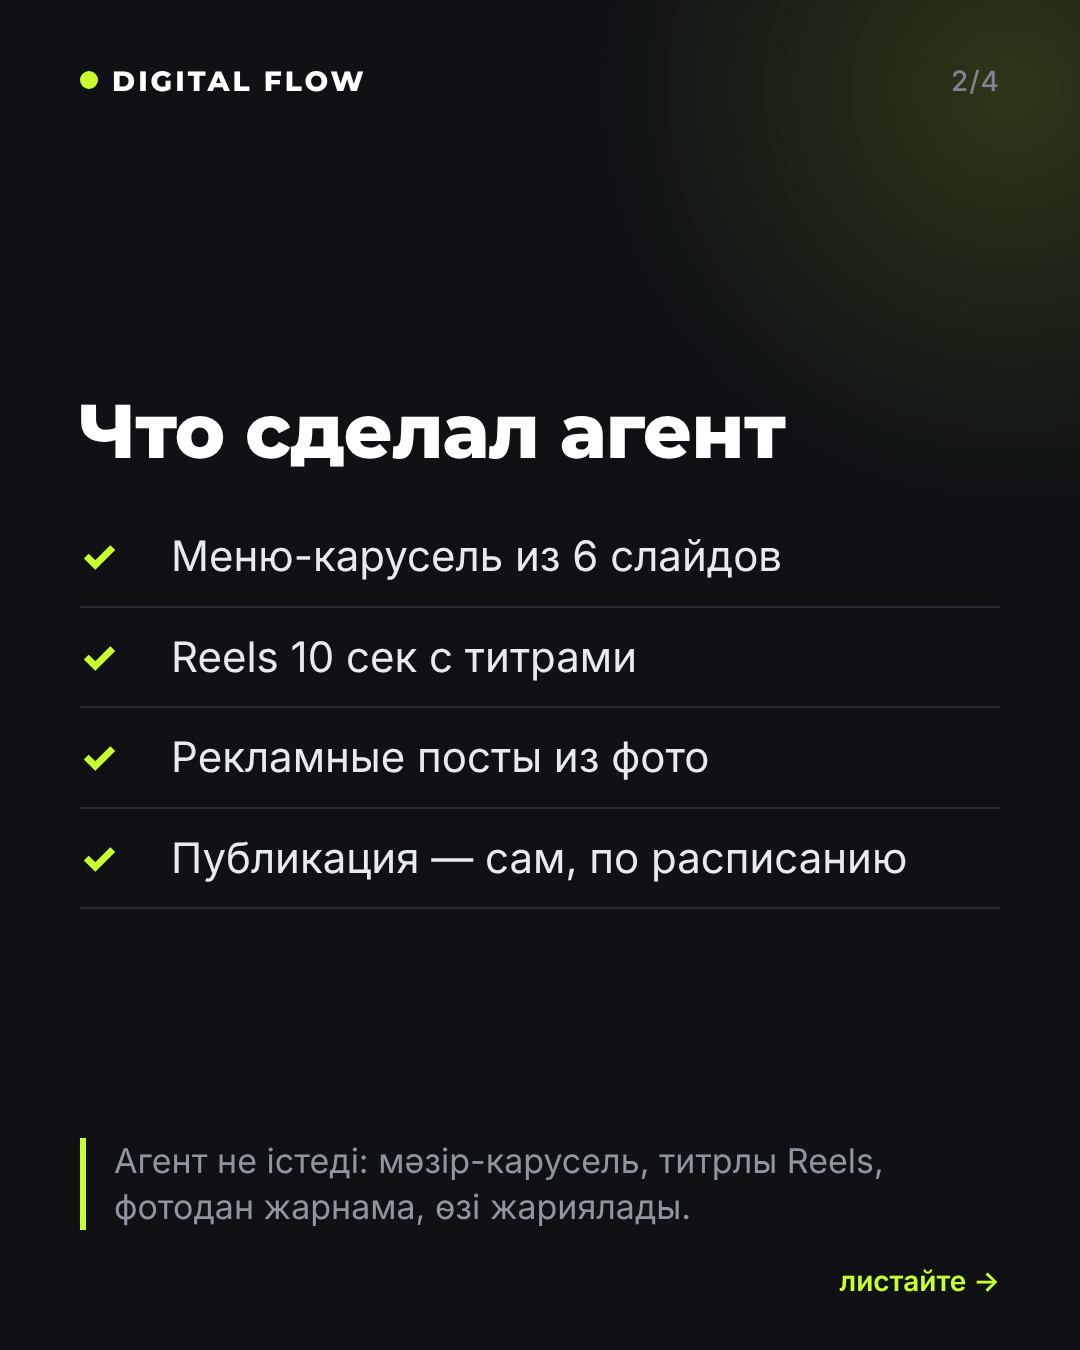 DIGITAL FLOW
2/4
Что сделал агент
✓ Меню-карусель из 6 слайдов
✓ Reels 10 сек с титрами
✓ Рекламные посты из фото
✓ Публикация — сам, по расписанию
Агент не істеді: мәзір-карусель, титрлы Reels,
фотодан жарнама, өзі жариялады.
листайте →